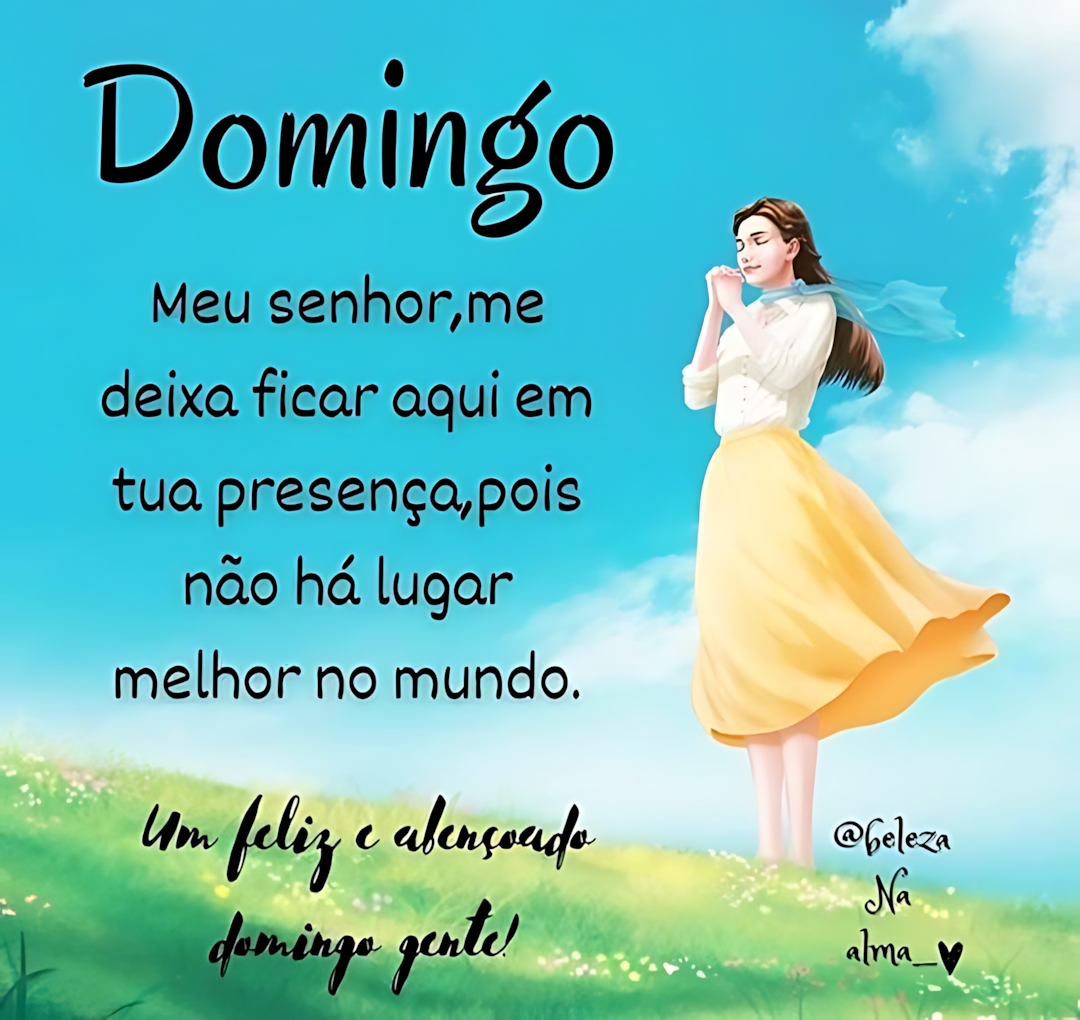 Domingo
Meu senhor,me
deixa ficar aqui em
tua presença,pois
não há lugar
melhor no mundo.
Um feliz e abençoado
domingo gente!
@beleza
Na
alma_♥